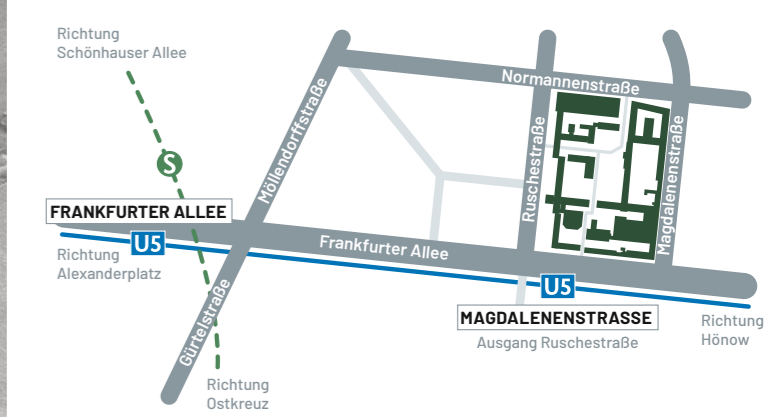 Richtung
Schönhauser Allee
Normannenstraße
Möllendorffstraße
S
Ruschestraße
Magdalenenstraße
FRANKFURTER ALLEE
U5
Frankfurter Allee
Richtung
Alexanderplatz
U5
Gürtelstraße
MAGDALENENSTRASSE
Ausgang Ruschestraße
Richtung
Hönow
Richtung
Ostkreuz